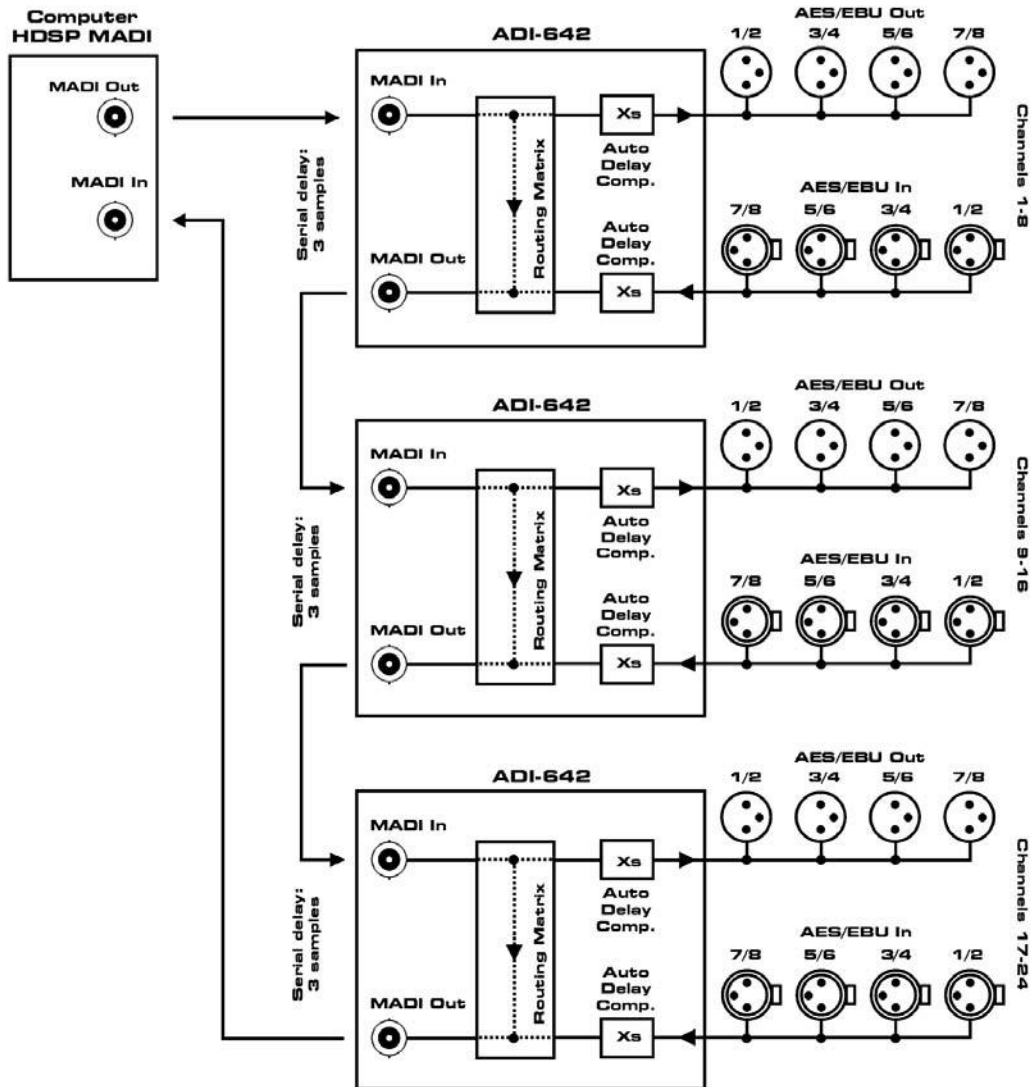 Computer
HDSP MADI
MADI Out
MADI In
ADI-642
MADI In
MADI Out
Serial delay:
3 samples
Routing Matrix
Xs
Auto
Delay
Comp.
Auto
Delay
Comp.
Xs
AES/EBU Out
1/2 3/4 5/6 7/8
AES/EBU In
7/8 5/6 3/4 1/2
Channels 1-8
ADI-642
MADI In
MADI Out
Serial delay:
3 samples
Routing Matrix
Xs
Auto
Delay
Comp.
Auto
Delay
Comp.
Xs
AES/EBU Out
1/2 3/4 5/6 7/8
AES/EBU In
7/8 5/6 3/4 1/2
Channels 9-16
ADI-642
MADI In
MADI Out
Serial delay:
3 samples
Routing Matrix
Xs
Auto
Delay
Comp.
Auto
Delay
Comp.
Xs
AES/EBU Out
1/2 3/4 5/6 7/8
AES/EBU In
7/8 5/6 3/4 1/2
Channels 17-24